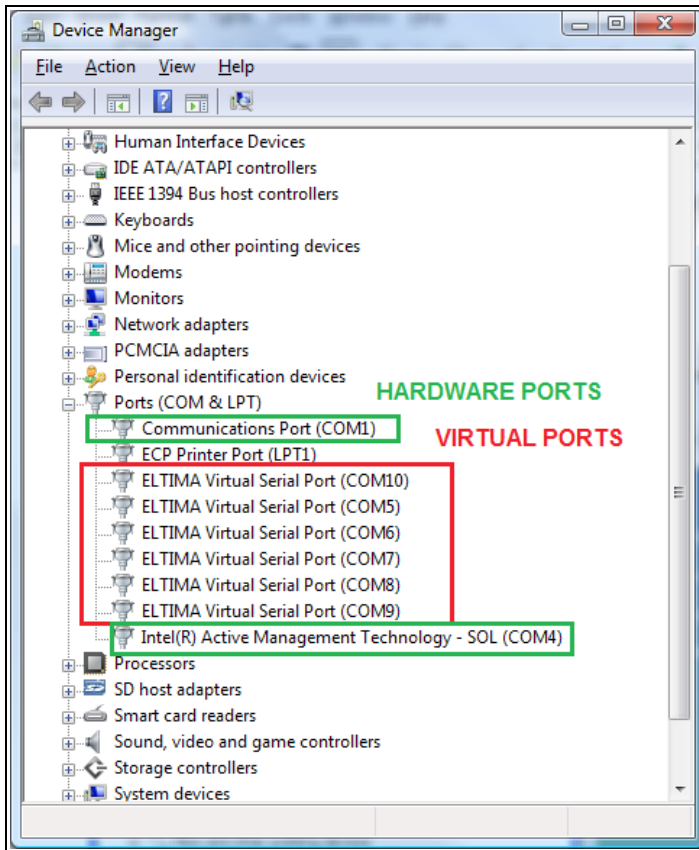 Device Manager
File Action View Help
Human Interface Devices
IDE ATA/ATAPI controllers
IEEE 1394 Bus host controllers
Keyboards
Mice and other pointing devices
Modems
Monitors
Network adapters
PCMCIA adapters
Personal identification devices
HARDWARE PORTS
Ports (COM & LPT)
Communications Port (COM1)
VIRTUAL PORTS
ECP Printer Port (LPT1)
ELTIMA Virtual Serial Port (COM10)
ELTIMA Virtual Serial Port (COM5)
ELTIMA Virtual Serial Port (COM6)
ELTIMA Virtual Serial Port (COM7)
ELTIMA Virtual Serial Port (COM8)
ELTIMA Virtual Serial Port (COM9)
Intel(R) Active Management Technology - SOL (COM4)
Processors
SD host adapters
Smart card readers
Sound, video and game controllers
Storage controllers
System devices